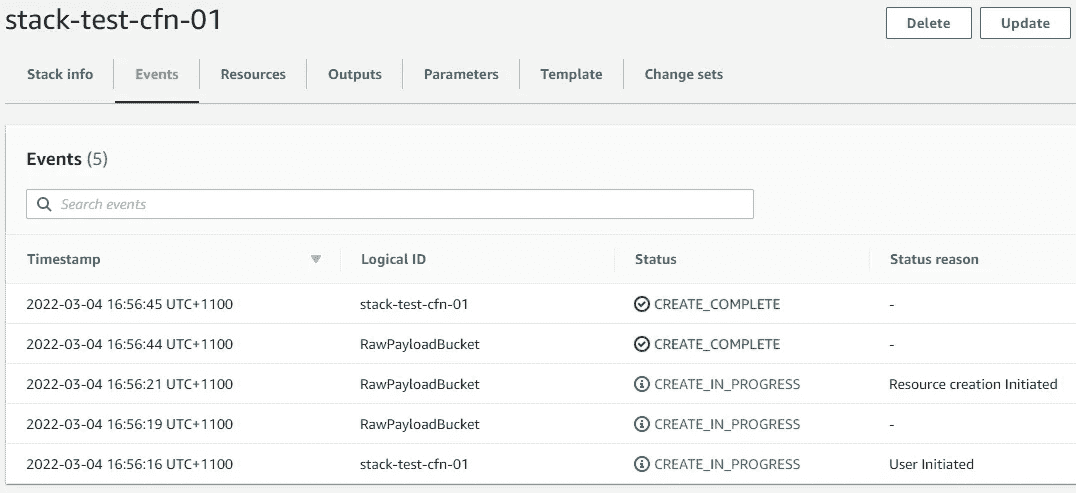 stack-test-cfn-01 Delete Update
Stack info Events Resources Outputs Parameters Template Change sets
Events (5)
Search events
Timestamp Logical ID Status Status reason
2022-03-04 16:56:45 UTC+1100 stack-test-cfn-01 CREATE_COMPLETE -
2022-03-04 16:56:44 UTC+1100 RawPayloadBucket CREATE_COMPLETE -
2022-03-04 16:56:21 UTC+1100 RawPayloadBucket CREATE_IN_PROGRESS Resource creation Initiated
2022-03-04 16:56:19 UTC+1100 RawPayloadBucket CREATE_IN_PROGRESS -
2022-03-04 16:56:16 UTC+1100 stack-test-cfn-01 CREATE_IN_PROGRESS User Initiated